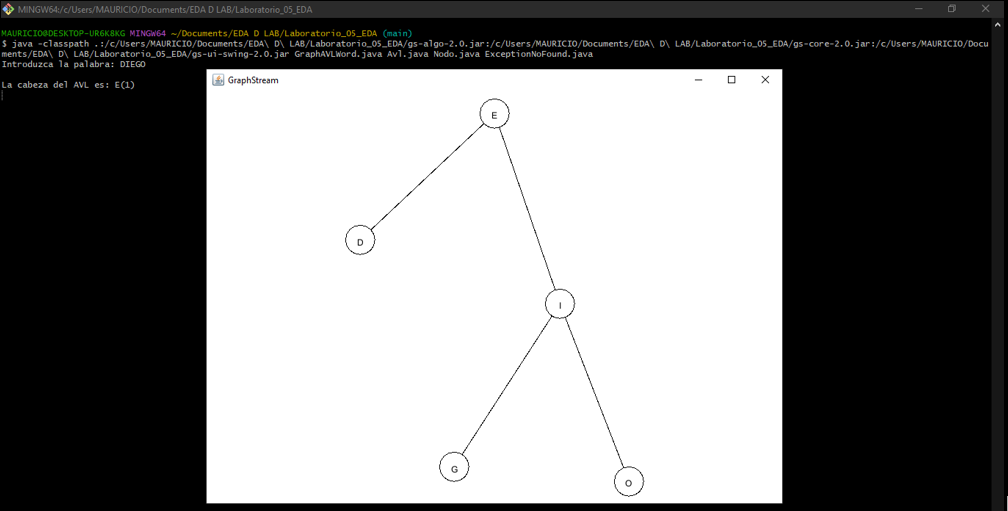 MINGW64:/c/Users/MAURICIO/Documents/EDA D LAB/Laboratorio_05_EDA
MAURICIO@DESKTOP-UR6K8KG MINGW64 ~/Documents/EDA D LAB/Laboratorio_05_EDA (main)
$ java -classpath .:/c/Users/MAURICIO/Documents/EDA\ D\ LAB/Laboratorio_05_EDA/gs-algo-2.0.jar:/c/Users/MAURICIO/Documents/EDA\ D\ LAB/Laboratorio_05_EDA/gs-core-2.0.jar:/c/Users/MAURICIO/Docu
ments/EDA\ D\ LAB/Laboratorio_05_EDA/gs-ui-swing-2.0.jar GraphAVLWord.java Avl.java Nodo.java ExceptionNoFound.java
Introduzca la palabra: DIEGO
GraphStream
La cabeza del AVL es: E(1)
E
D
I
G
O